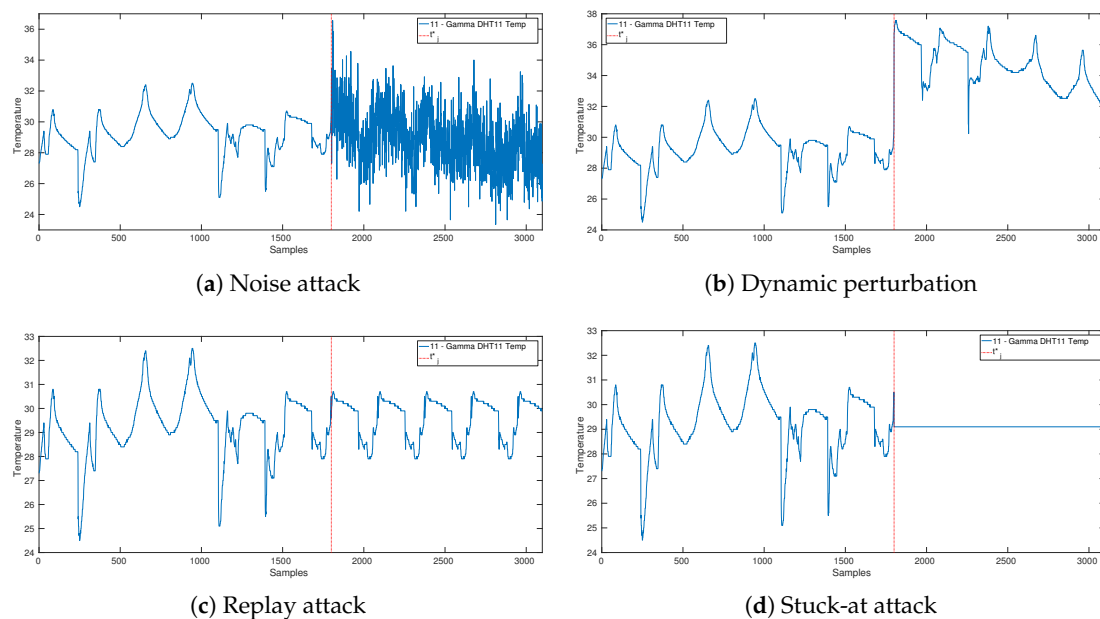 36
34
32
30
28
26
24
Temperature
0 500 1000 1500 2000 2500 3000
Samples
11 - Gamma DHT11 Temp
t*j
(a) Noise attack
38
36
34
32
30
28
26
24
Temperature
0 500 1000 1500 2000 2500 3000
Samples
11 - Gamma DHT11 Temp
t*j
(b) Dynamic perturbation
33
32
31
30
29
28
27
26
25
24
Temperature
0 500 1000 1500 2000 2500 3000
Samples
11 - Gamma DHT11 Temp
t*j
(c) Replay attack
33
32
31
30
29
28
27
26
25
24
Temperature
0 500 1000 1500 2000 2500 3000
Samples
11 - Gamma DHT11 Temp
t*j
(d) Stuck-at attack